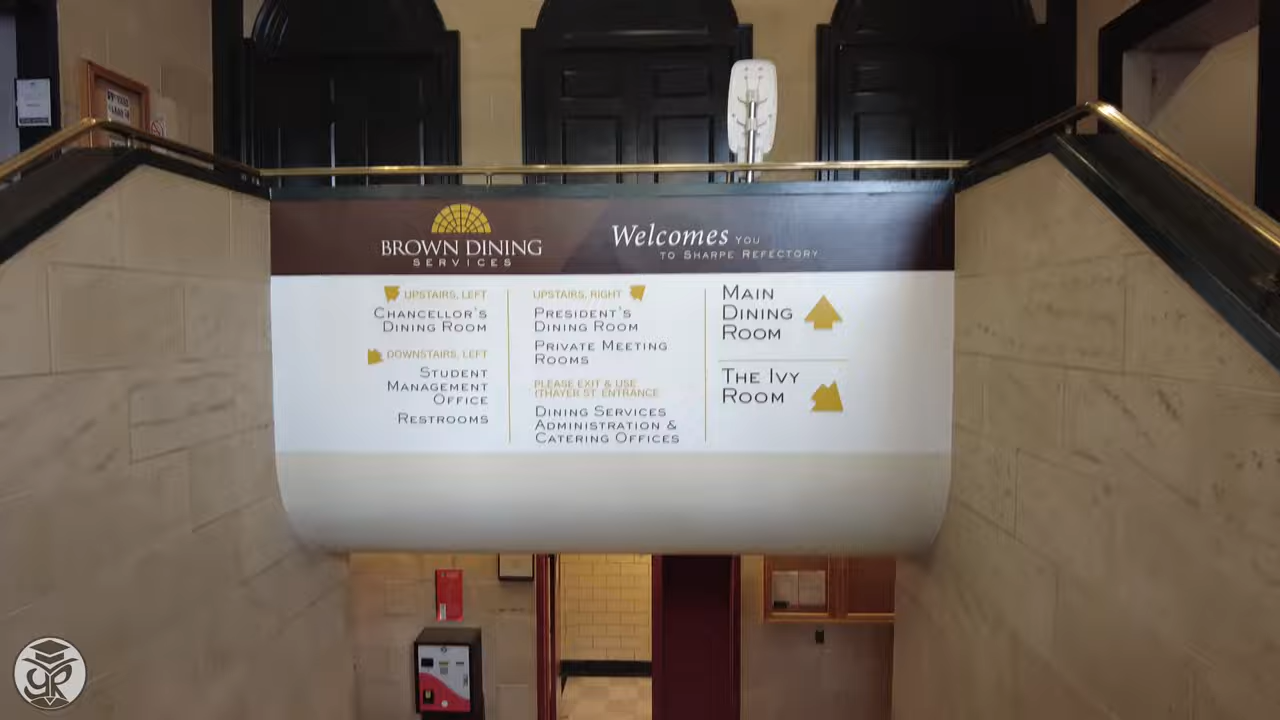 BROWN DINING
SERVICES
Welcomes YOU
TO SHARPE REFECTORY
UPSTAIRS, LEFT
CHANCELLOR'S
DINING ROOM
DOWNSTAIRS, LEFT
STUDENT
MANAGEMENT
OFFICE
RESTROOMS
UPSTAIRS, RIGHT
PRESIDENT'S
DINING ROOM
PRIVATE MEETING
ROOMS
PLEASE EXIT & USE
THAYER ST. ENTRANCE
DINING SERVICES
ADMINISTRATION &
CATERING OFFICES
MAIN
DINING
ROOM
THE IVY
ROOM